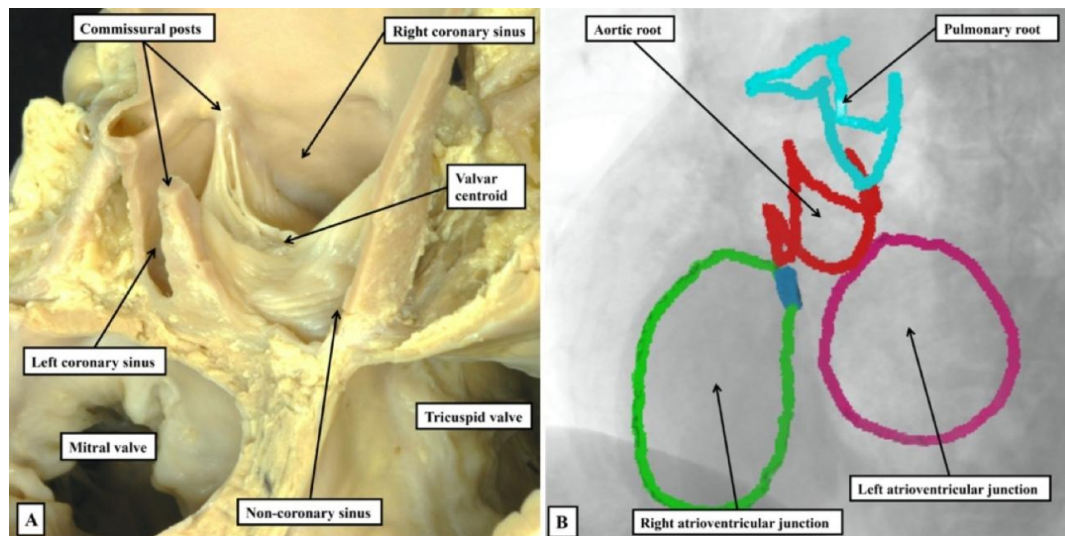 Commissural posts
Right coronary sinus
Valvar
centroid
Left coronary sinus
Tricuspid valve
Mitral valve
Non-coronary sinus
A
Aortic root
Pulmonary root
Left atrioventricular junction
Right atrioventricular junction
B